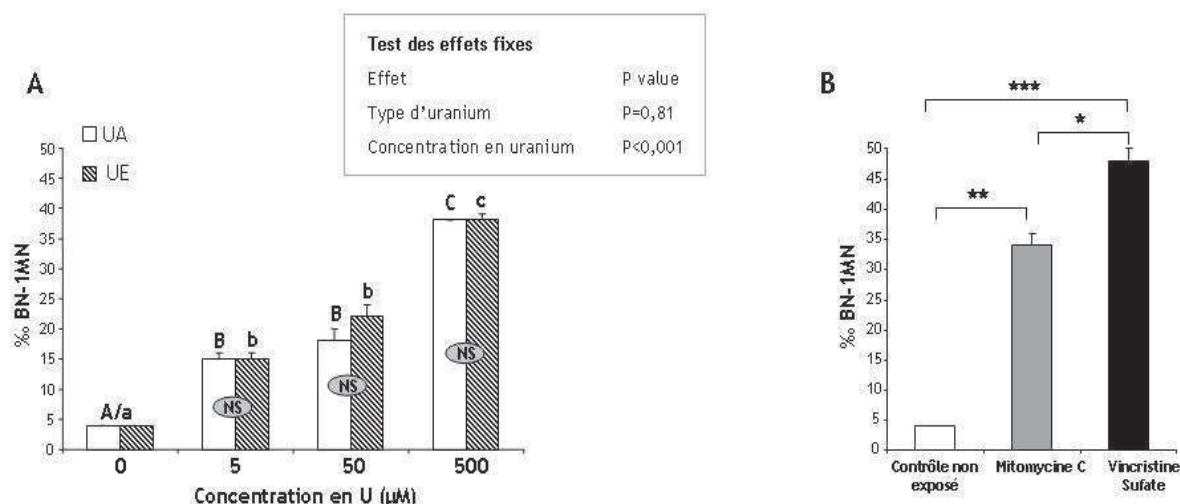 Test des effets fixes
Effet P value
Type d'uranium P=0,81
Concentration en uranium P<0,001
A
UA
UE
‰ BN-1MN
50
45
40
35
30
25
20
15
10
5
0
A/a
B b
NS
B b
NS
C c
NS
0 5 50 500
Concentration en U (µM)
B
***
*
**
‰ BN-1MN
50
45
40
35
30
25
20
15
10
5
0
Contrôle non exposé
Mitomycine C
Vincristine Sufate